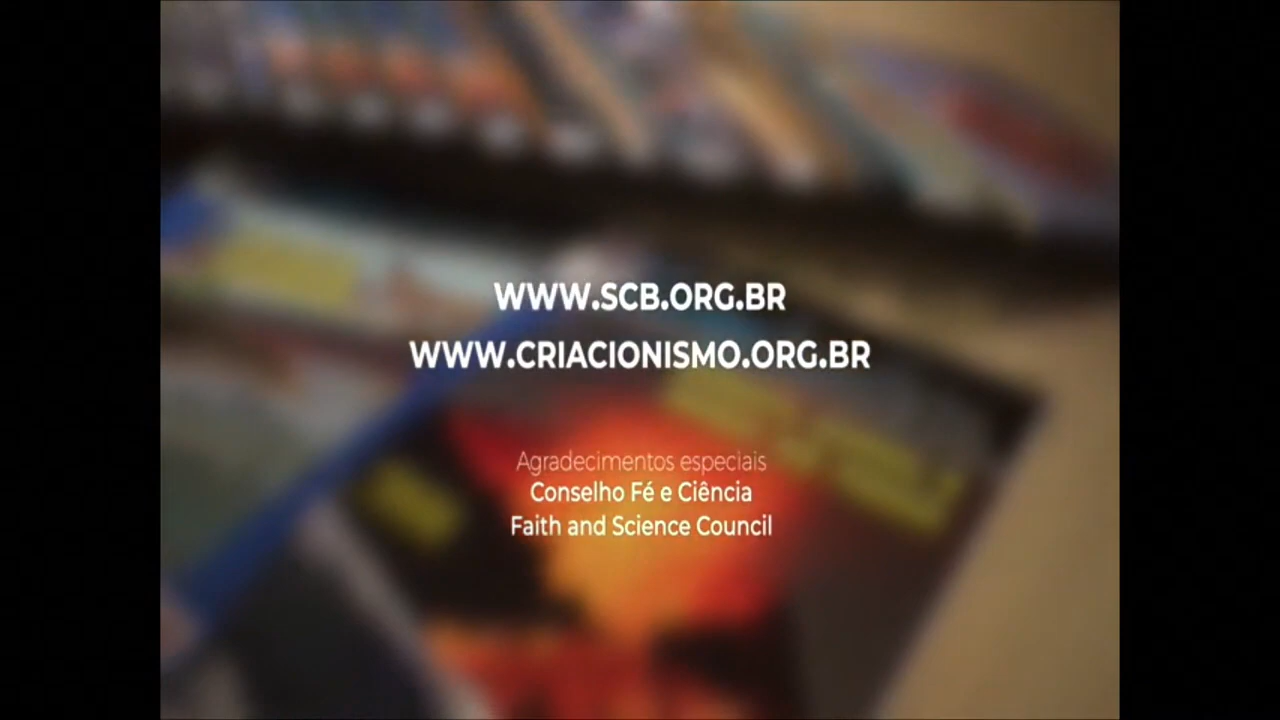 WWW.SCB.ORG.BR
WWW.CRIACIONISMO.ORG.BR
Agradecimentos especiais
Conselho Fé e Ciência
Faith and Science Council